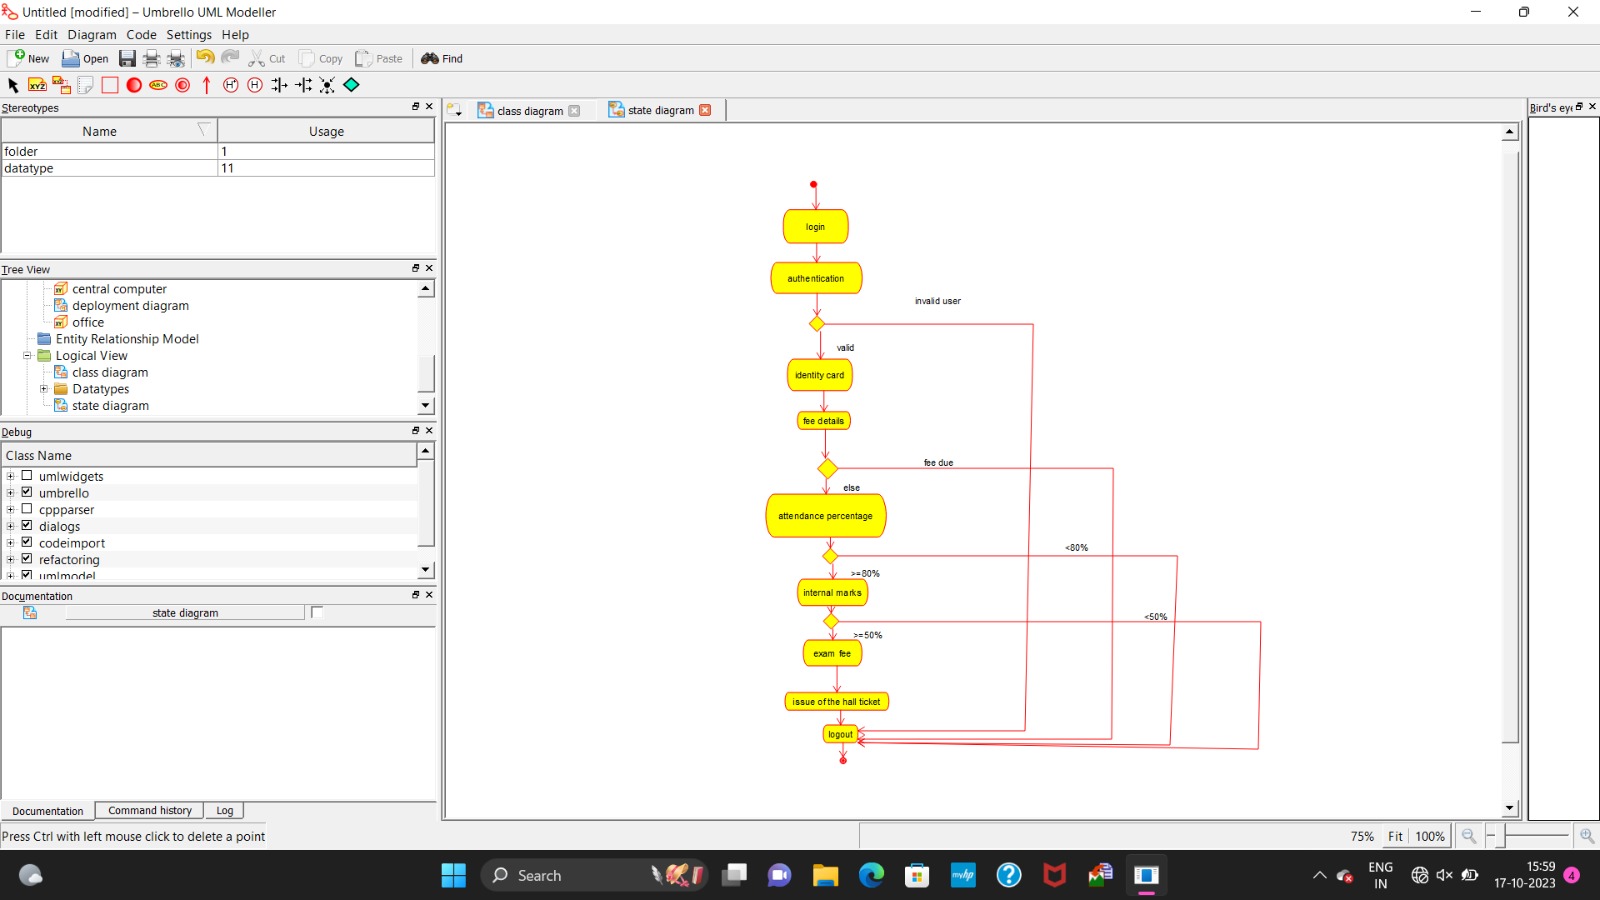 Untitled [modified] – Umbrello UML Modeller
File Edit Diagram Code Settings Help
New Open Cut Copy Paste Find
Stereotypes
Name Usage
folder 1
datatype 11
Tree View
central computer
deployment diagram
office
Entity Relationship Model
Logical View
class diagram
Datatypes
state diagram
Debug
Class Name
umlwidgets
umbrello
cppparser
dialogs
codeimport
refactoring
umlmodel
Documentation
state diagram
Documentation Command history Log
Press Ctrl with left mouse click to delete a point
class diagram state diagram
login
authentication
invalid user
valid
identity card
fee details
fee due
else
attendance percentage
<80%
>=80%
internal marks
<50%
>=50%
exam fee
issue of the hall ticket
logout
Bird's eye
75% Fit 100%
Search
ENG
IN
15:59
17-10-2023
4